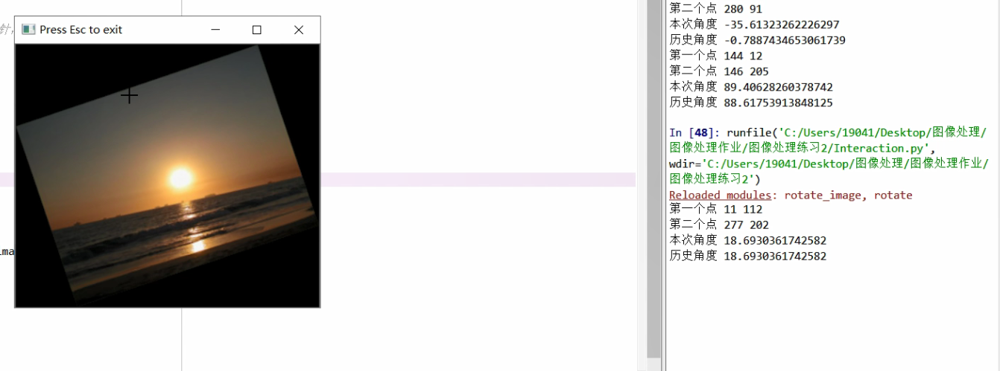 针,
Press Esc to exit
ima
第二个点 280 91
本次角度 -35.61323262226297
历史角度 -0.7887434653061739
第一个点 144 12
第二个点 146 205
本次角度 89.40628260378742
历史角度 88.61753913848125
In [48]: runfile('C:/Users/19041/Desktop/图像处理/
图像处理作业/图像处理练习2/Interaction.py',
wdir='C:/Users/19041/Desktop/图像处理/图像处理作业/
图像处理练习2')
Reloaded modules: rotate_image, rotate
第一个点 11 112
第二个点 277 202
本次角度 18.6930361742582
历史角度 18.6930361742582